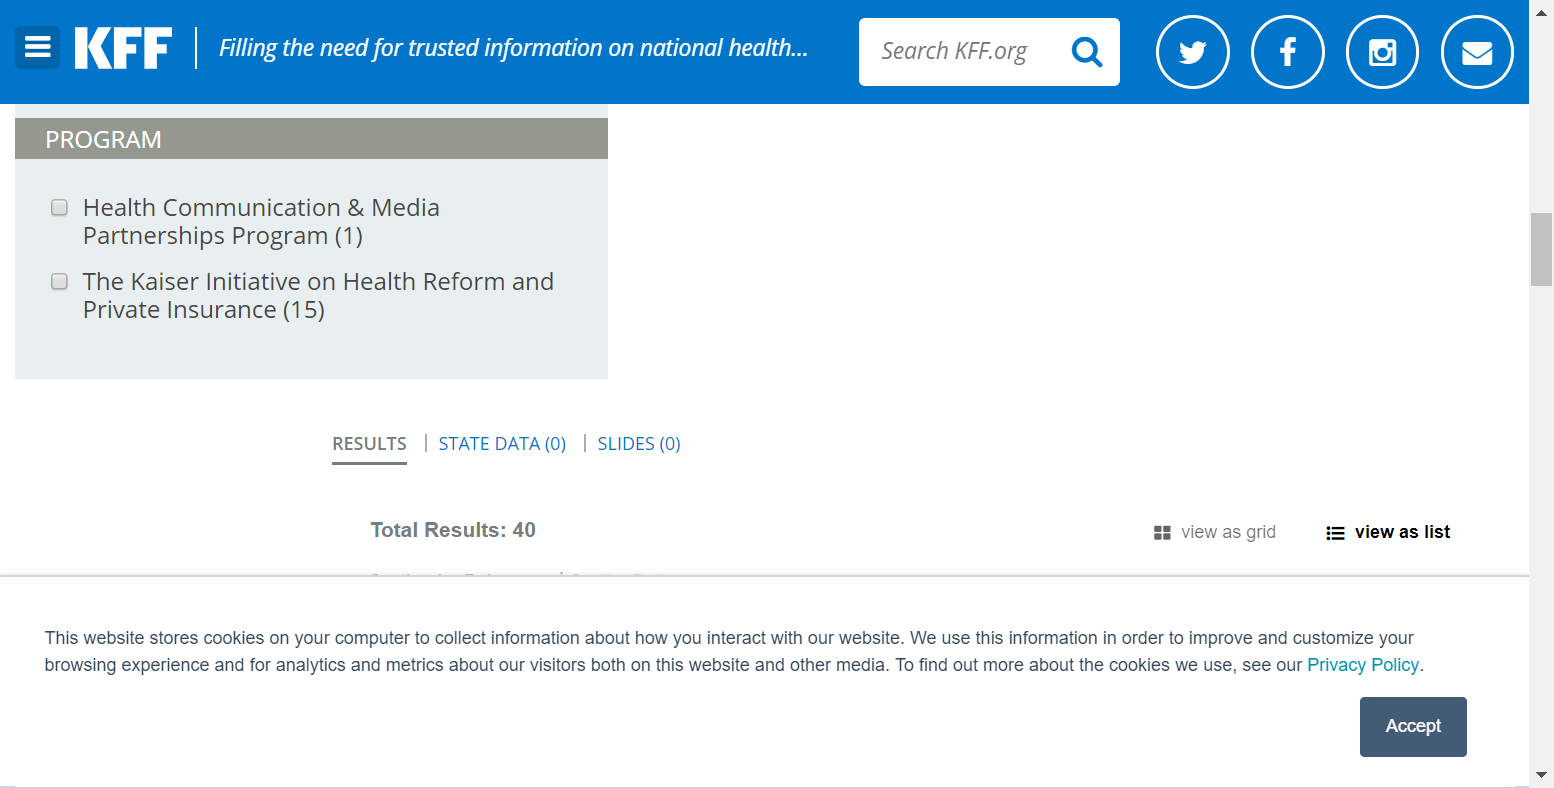 KFF
Filling the need for trusted information on national health...
Search KFF.org
PROGRAM
Health Communication & Media
Partnerships Program (1)
The Kaiser Initiative on Health Reform and
Private Insurance (15)
RESULTS
STATE DATA (0)
SLIDES (0)
Total Results: 40
view as grid
view as list
This website stores cookies on your computer to collect information about how you interact with our website. We use this information in order to improve and customize your
browsing experience and for analytics and metrics about our visitors both on this website and other media. To find out more about the cookies we use, see our Privacy Policy.
Accept